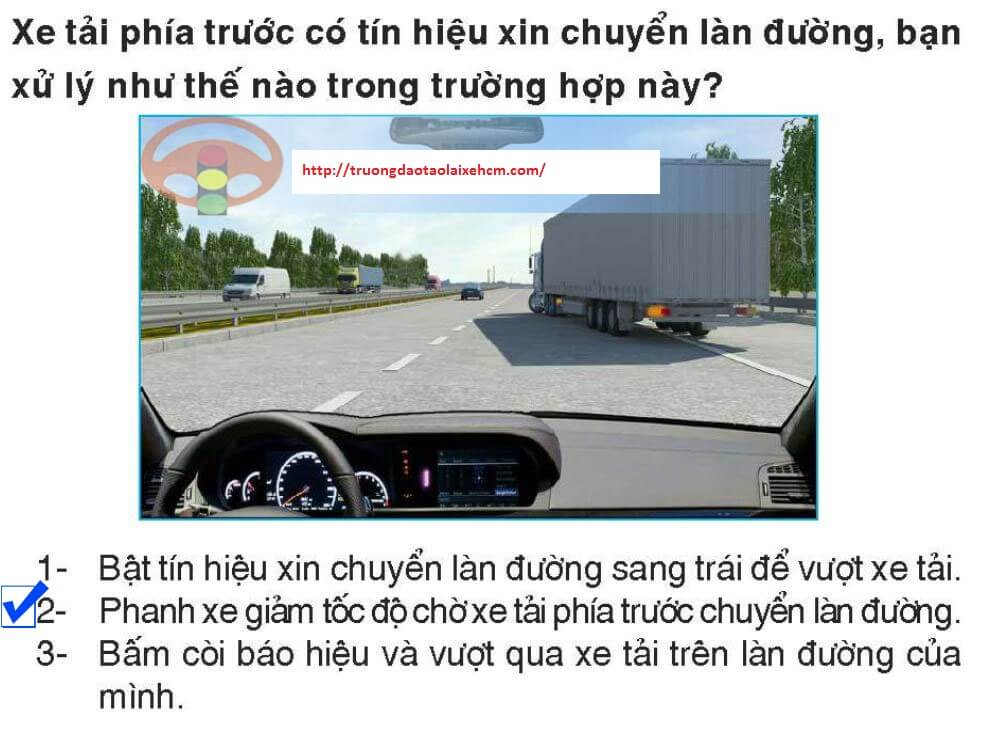 Xe tải phía trước có tín hiệu xin chuyển làn đường, bạn
xử lý như thế nào trong trường hợp này?
http://truongdaotaolaixehcm.com/
1- Bật tín hiệu xin chuyển làn đường sang trái để vượt xe tải.
2- Phanh xe giảm tốc độ chờ xe tải phía trước chuyển làn đường.
3- Bấm còi báo hiệu và vượt qua xe tải trên làn đường của
mình.